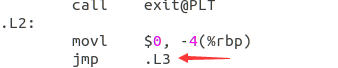 call exit@PLT
.L2:
movl $0, -4(%rbp)
jmp .L3